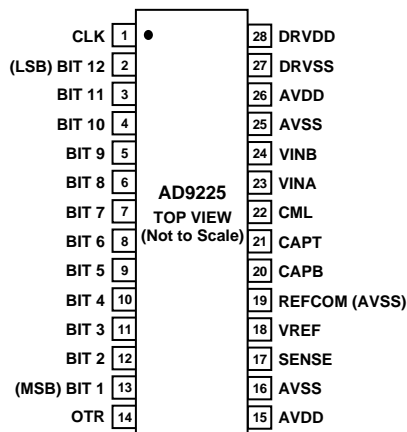 CLK 1 28 DRVDD
(LSB) BIT 12 2 27 DRVSS
BIT 11 3 26 AVDD
BIT 10 4 25 AVSS
BIT 9 5 24 VINB
BIT 8 6 23 VINA
AD9225
BIT 7 7 22 CML
TOP VIEW
BIT 6 8 21 CAPT
(Not to Scale)
BIT 5 9 20 CAPB
BIT 4 10 19 REFCOM (AVSS)
BIT 3 11 18 VREF
BIT 2 12 17 SENSE
(MSB) BIT 1 13 16 AVSS
OTR 14 15 AVDD